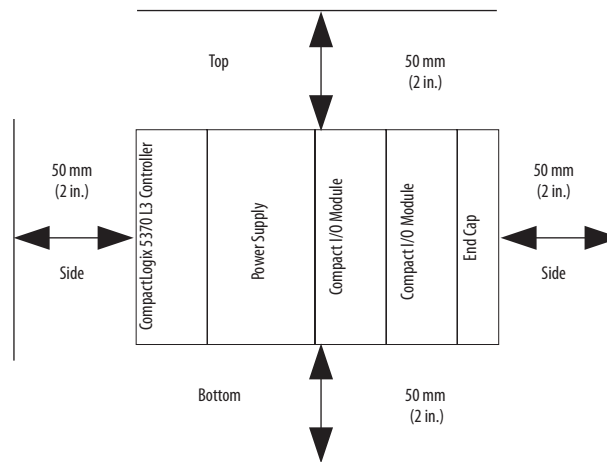 Top
50 mm
(2 in.)
50 mm
(2 in.)
Side
CompactLogix 5370 L3 Controller
Power Supply
Compact I/O Module
Compact I/O Module
End Cap
50 mm
(2 in.)
Side
Bottom
50 mm
(2 in.)